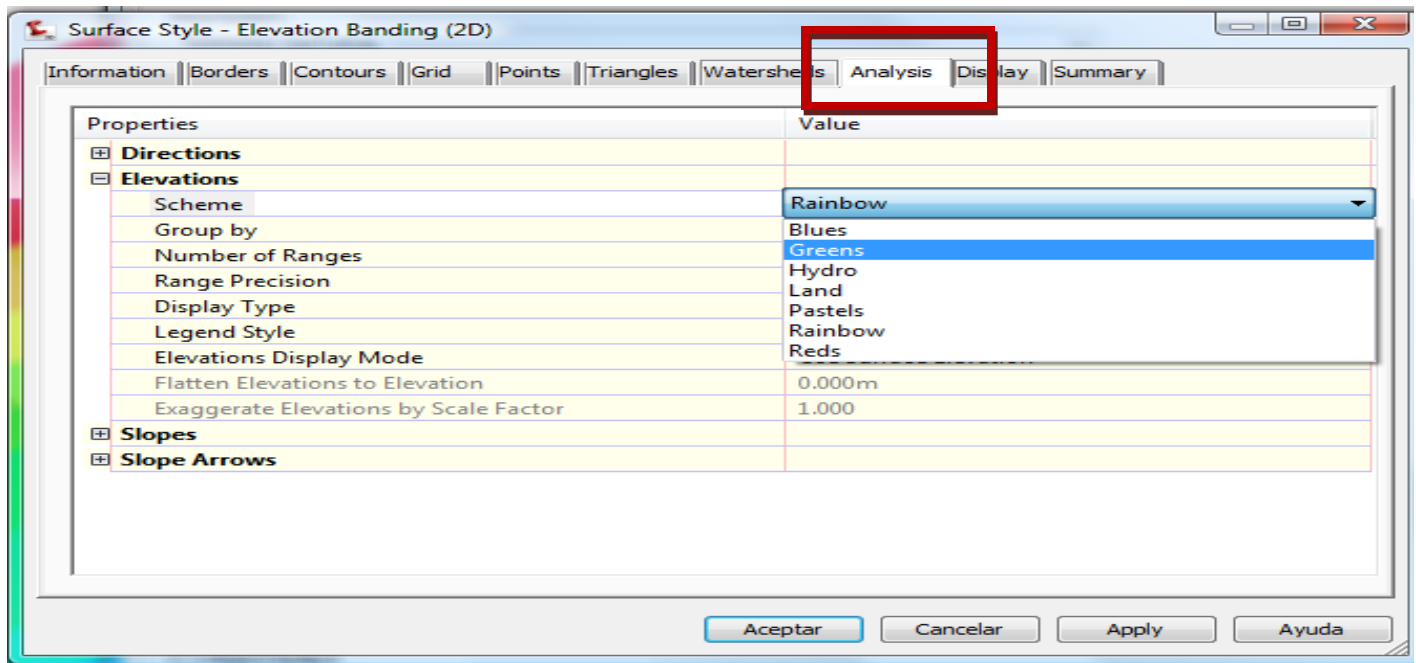 Surface Style - Elevation Banding (2D)
Information Borders Contours Grid Points Triangles Watersheds Analysis Display Summary
Properties Value
Directions
Elevations
Scheme Rainbow
Group by Blues
Greens
Number of Ranges
Hydro
Range Precision
Land
Display Type
Pastels
Legend Style Rainbow
Elevations Display Mode Reds
Flatten Elevations to Elevation 0.000m
Exaggerate Elevations by Scale Factor 1.000
Slopes
Slope Arrows
Aceptar Cancelar Apply Ayuda